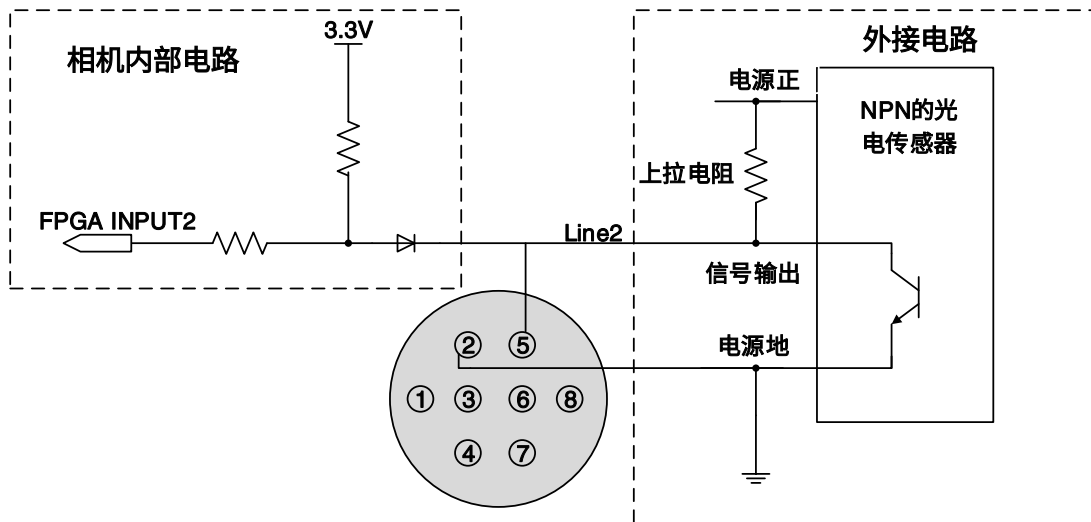 相机内部电路
3.3V
FPGA INPUT2
Line2
外接电路
电源正
NPN的光
电传感器
上拉电阻
信号输出
电源地
② ⑤
① ③ ⑥ ⑧
④ ⑦